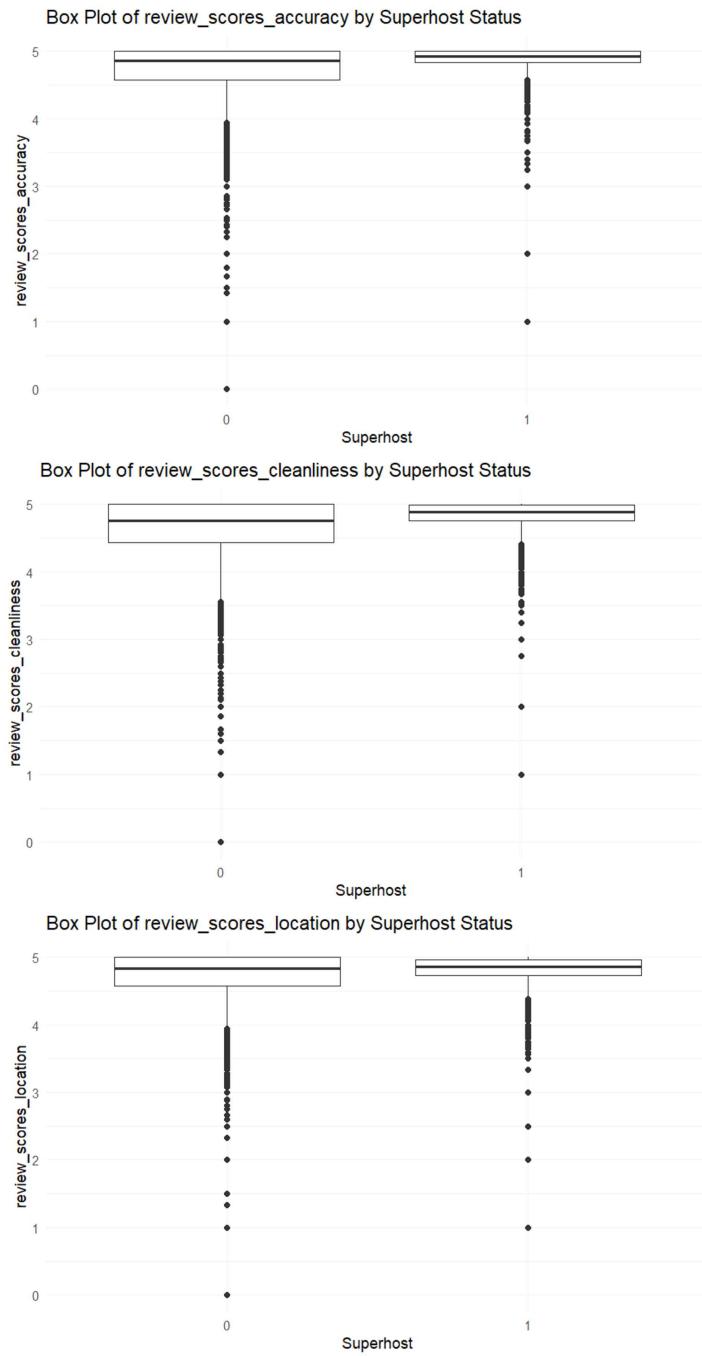 Box Plot of review_scores_accuracy by Superhost Status
5
4
3
2
1
0
review_scores_accuracy
0 1
Superhost
Box Plot of review_scores_cleanliness by Superhost Status
5
4
3
2
1
0
review_scores_cleanliness
0 1
Superhost
Box Plot of review_scores_location by Superhost Status
5
4
3
2
1
0
review_scores_location
0 1
Superhost